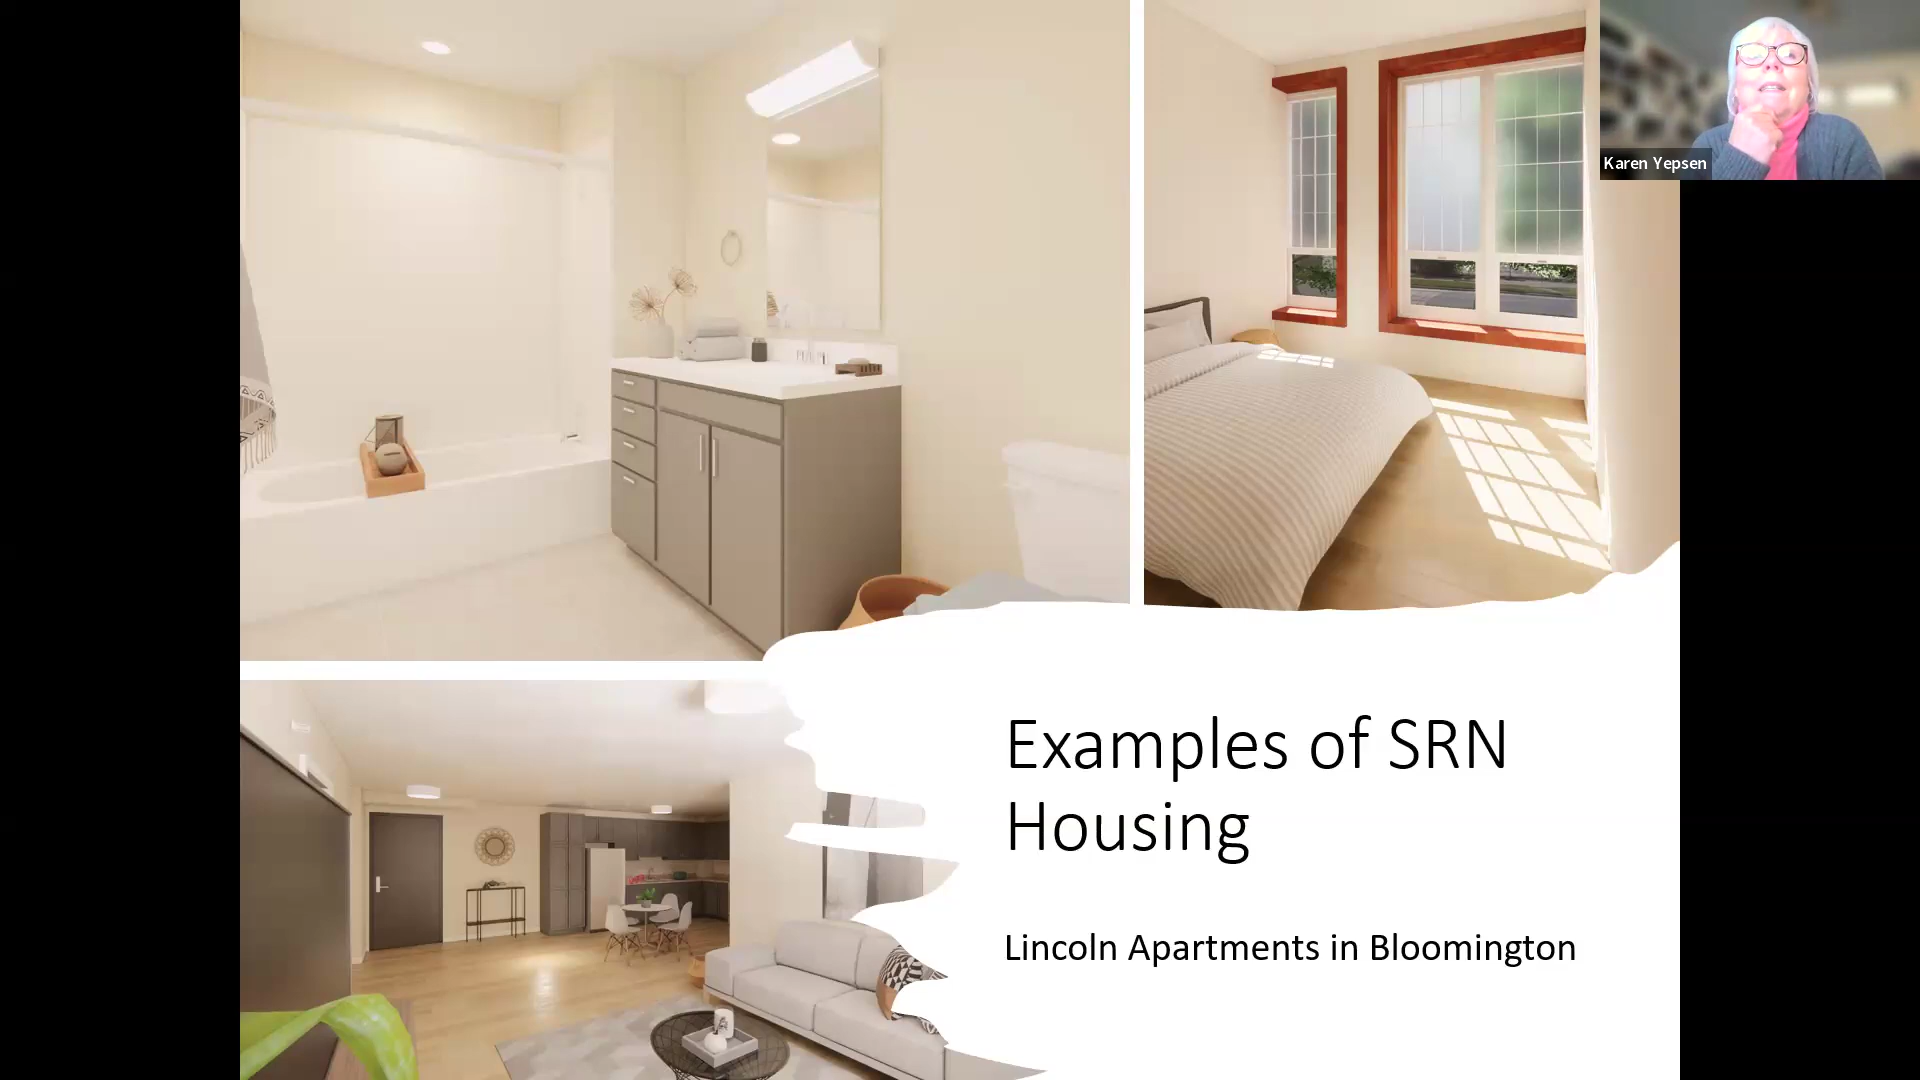 Karen Yepsen
Examples of SRN
Housing
Lincoln Apartments in Bloomington